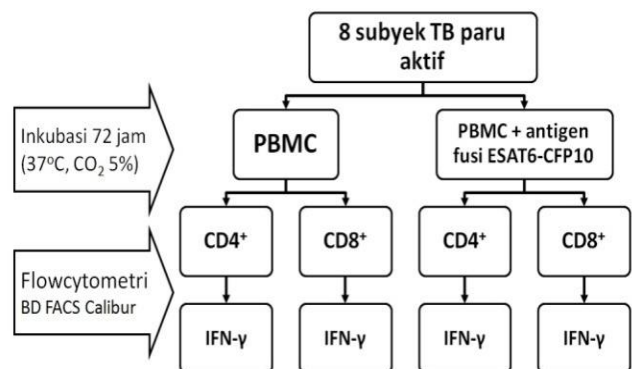 8 subyek TB paru
aktif
Inkubasi 72 jam
(37⁰C, CO₂ 5%)
PBMC
PBMC + antigen
fusi ESAT6-CFP10
CD4⁺
CD8⁺
CD4⁺
CD8⁺
Flowcytometri
BD FACS Calibur
IFN-γ
IFN-γ
IFN-γ
IFN-γ